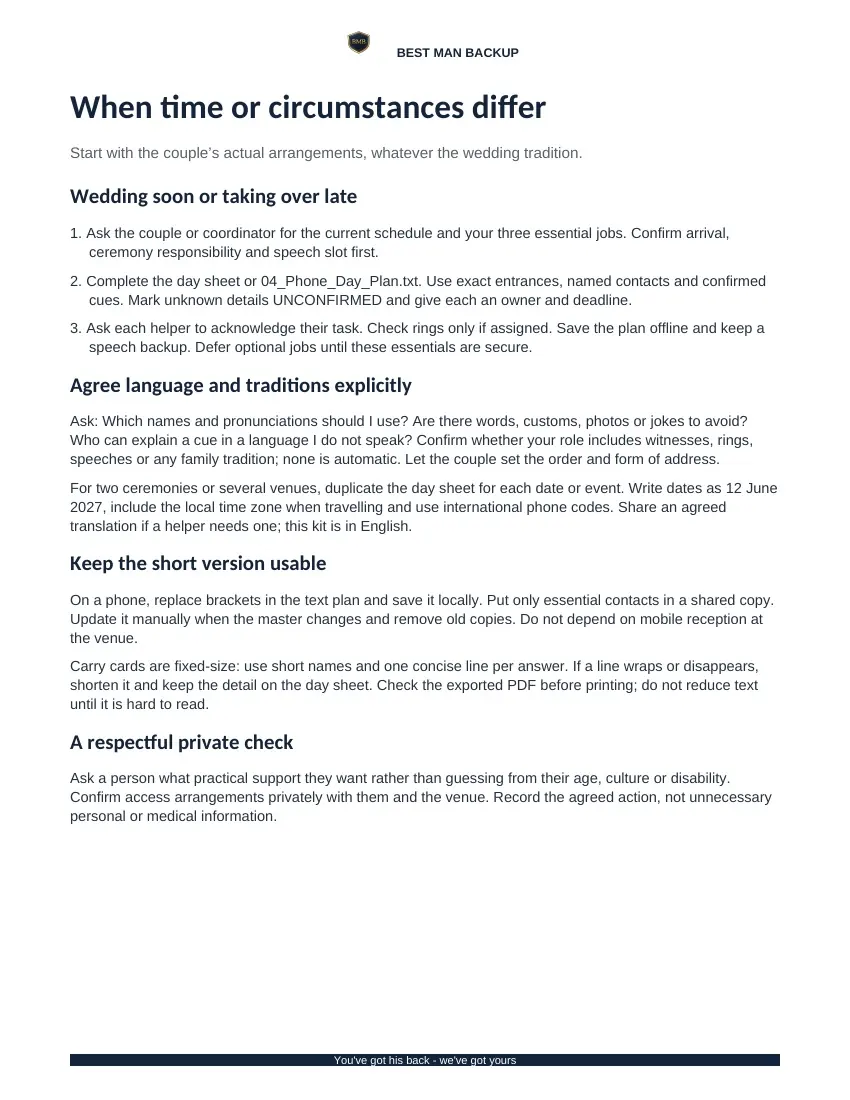 BMB
BEST MAN BACKUP
When time or circumstances differ
Start with the couple's actual arrangements, whatever the wedding tradition.
Wedding soon or taking over late
1. Ask the couple or coordinator for the current schedule and your three essential jobs. Confirm arrival,
ceremony responsibility and speech slot first.
2. Complete the day sheet or 04_Phone_Day_Plan.txt. Use exact entrances, named contacts and confirmed
cues. Mark unknown details UNCONFIRMED and give each an owner and deadline.
3. Ask each helper to acknowledge their task. Check rings only if assigned. Save the plan offline and keep a
speech backup. Defer optional jobs until these essentials are secure.
Agree language and traditions explicitly
Ask: Which names and pronunciations should I use? Are there words, customs, photos or jokes to avoid?
Who can explain a cue in a language I do not speak? Confirm whether your role includes witnesses, rings,
speeches or any family tradition; none is automatic. Let the couple set the order and form of address.
For two ceremonies or several venues, duplicate the day sheet for each date or event. Write dates as 12 June
2027, include the local time zone when travelling and use international phone codes. Share an agreed
translation if a helper needs one; this kit is in English.
Keep the short version usable
On a phone, replace brackets in the text plan and save it locally. Put only essential contacts in a shared copy.
Update it manually when the master changes and remove old copies. Do not depend on mobile reception at
the venue.
Carry cards are fixed-size: use short names and one concise line per answer. If a line wraps or disappears,
shorten it and keep the detail on the day sheet. Check the exported PDF before printing; do not reduce text
until it is hard to read.
A respectful private check
Ask a person what practical support they want rather than guessing from their age, culture or disability.
Confirm access arrangements privately with them and the venue. Record the agreed action, not unnecessary
personal or medical information.
You've got his back - we've got yours